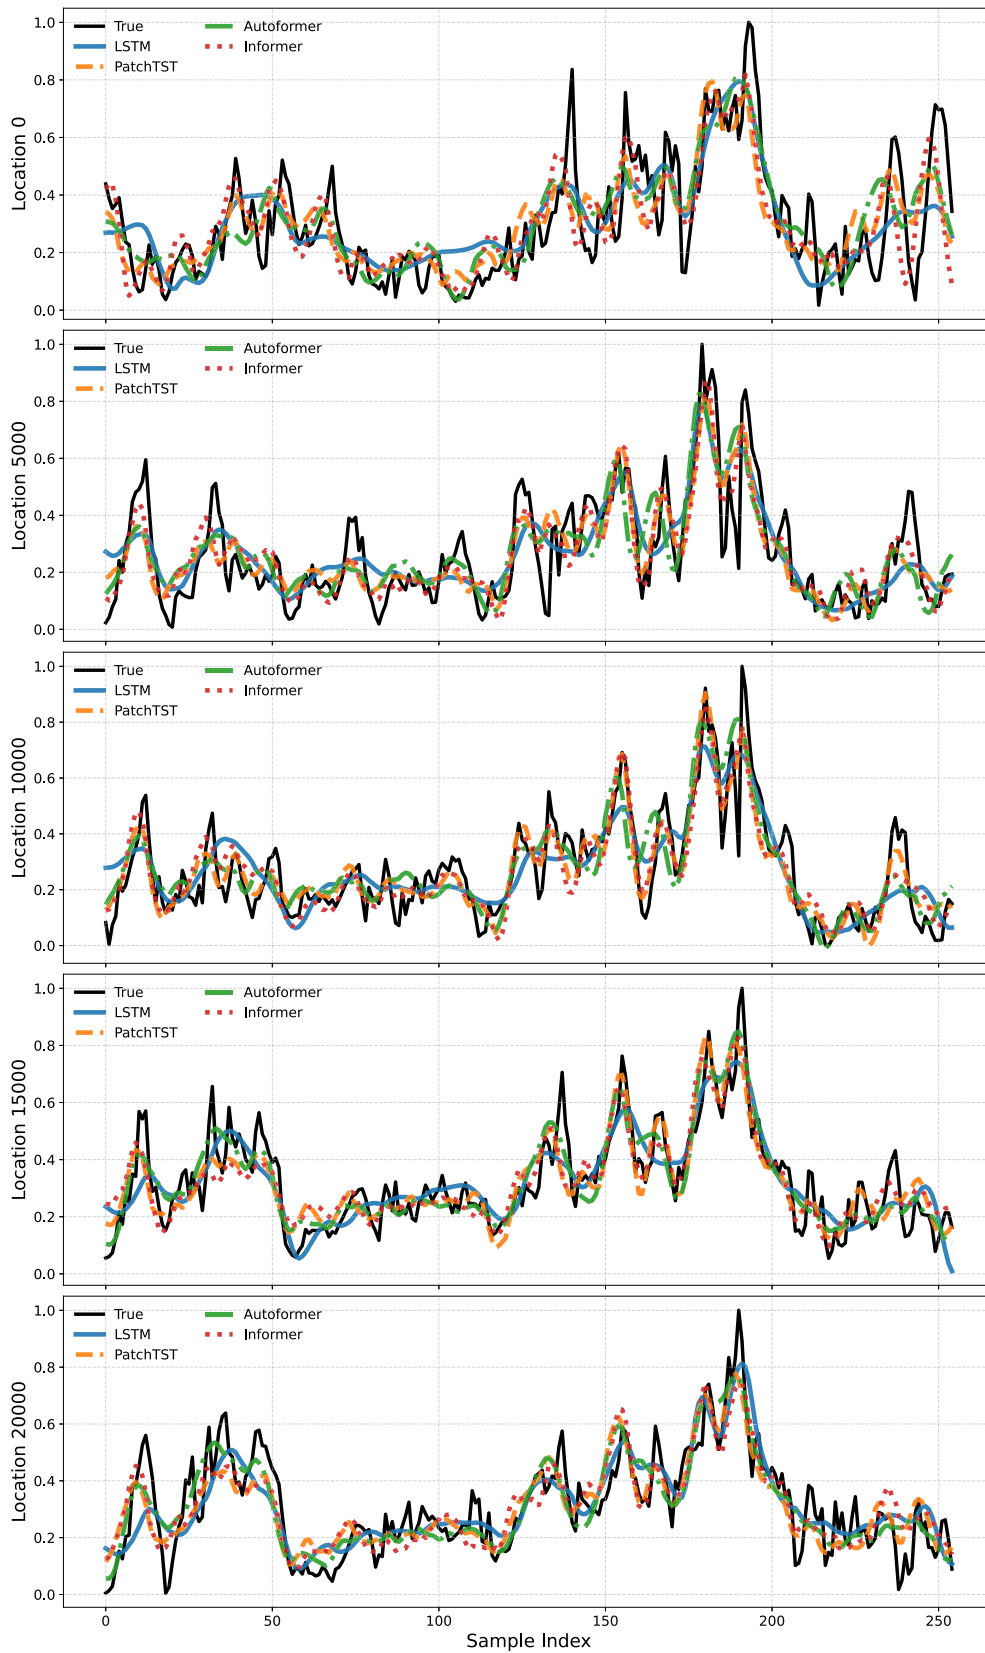 True
LSTM
PatchTST
Autoformer
Informer
Location 0
1.0
0.8
0.6
0.4
0.2
0.0
True
LSTM
PatchTST
Autoformer
Informer
Location 5000
1.0
0.8
0.6
0.4
0.2
0.0
True
LSTM
PatchTST
Autoformer
Informer
Location 10000
1.0
0.8
0.6
0.4
0.2
0.0
True
LSTM
PatchTST
Autoformer
Informer
Location 15000
1.0
0.8
0.6
0.4
0.2
0.0
True
LSTM
PatchTST
Autoformer
Informer
Location 20000
1.0
0.8
0.6
0.4
0.2
0.0
0 50 100 150 200 250
Sample Index